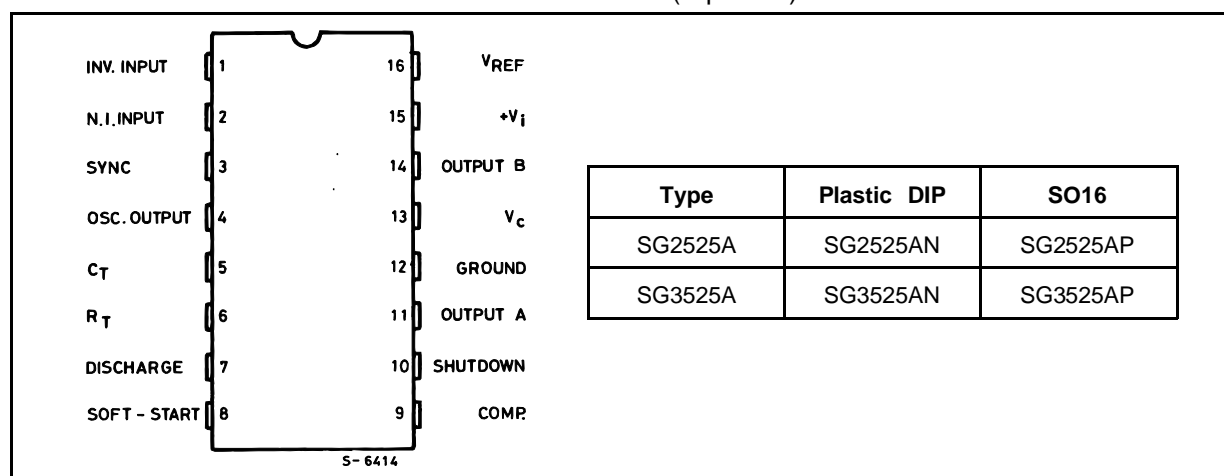 INV. INPUT 1 16 VREF
N.I.INPUT 2 15 +Vi
SYNC 3 14 OUTPUT B
OSC. OUTPUT 4 13 Vc
CT 5 12 GROUND
RT 6 11 OUTPUT A
DISCHARGE 7 10 SHUTDOWN
SOFT - START 8 9 COMP.
S- 6414
Type Plastic DIP SO16
SG2525A SG2525AN SG2525AP
SG3525A SG3525AN SG3525AP